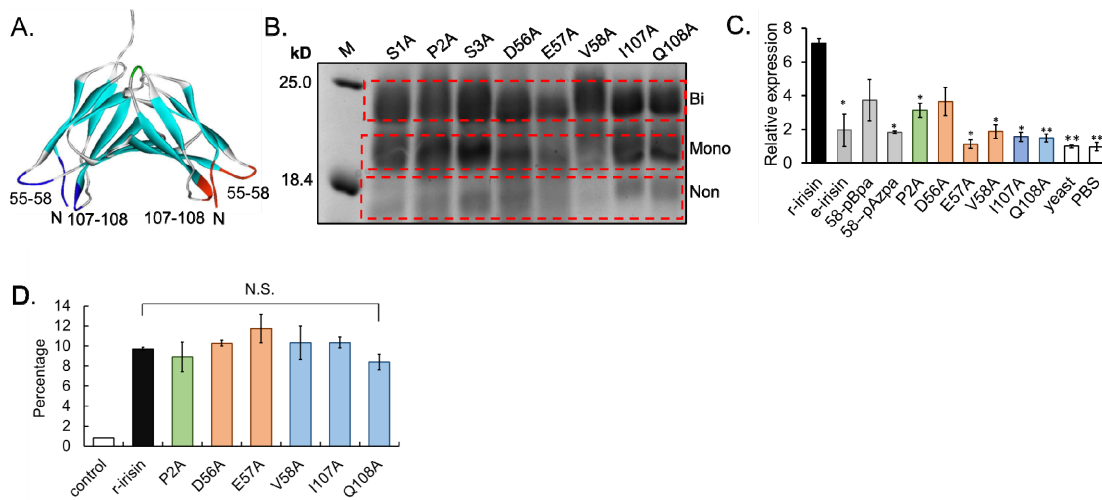 A.
55-58
N
107-108
107-108
N
55-58
B.
kD
M
S1A
P2A
S3A
D56A
E57A
V58A
I107A
Q108A
25.0
18.4
Bi
Mono
Non
C.
Relative expression
8
6
4
2
0
*
*
*
*
*
*
**
**
**
r-irisin
e-irisin
58-pBpa
58--pAzpa
P2A
D56A
E57A
V58A
I107A
Q108A
yeast
PBS
D.
N.S.
Percentage
14
12
10
8
6
4
2
0
control
r-irisin
P2A
D56A
E57A
V58A
I107A
Q108A